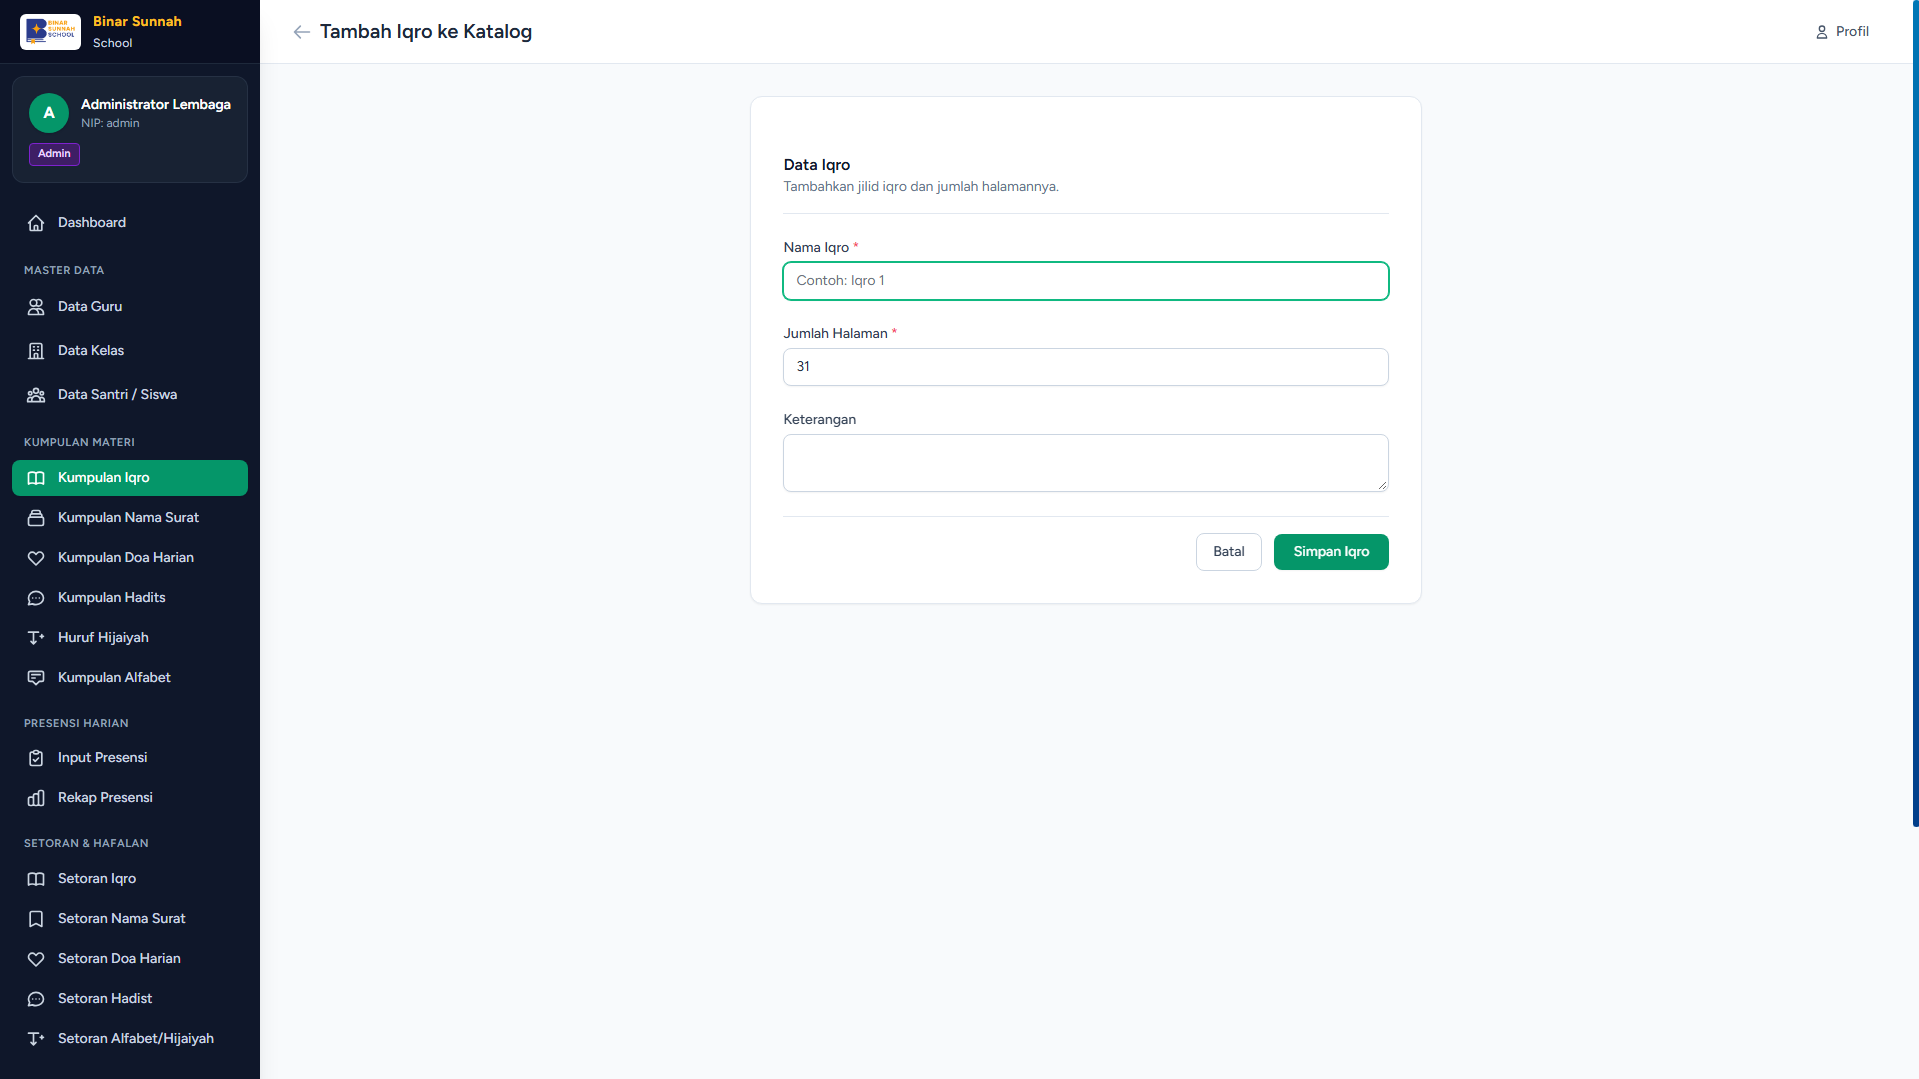 BINAR
SUNNAH
SCHOOL
Binar Sunnah
School
A
Administrator Lembaga
NIP: admin
Admin
Dashboard
MASTER DATA
Data Guru
Data Kelas
Data Santri / Siswa
KUMPULAN MATERI
Kumpulan Iqro
Kumpulan Nama Surat
Kumpulan Doa Harian
Kumpulan Hadits
Huruf Hijaiyah
Kumpulan Alfabet
PRESENSI HARIAN
Input Presensi
Rekap Presensi
SETORAN & HAFALAN
Setoran Iqro
Setoran Nama Surat
Setoran Doa Harian
Setoran Hadist
Setoran Alfabet/Hijaiyah
Tambah Iqro ke Katalog
Profil
Data Iqro
Tambahkan jilid iqro dan jumlah halamannya.
Nama Iqro *
Contoh: Iqro 1
Jumlah Halaman *
31
Keterangan
Batal
Simpan Iqro